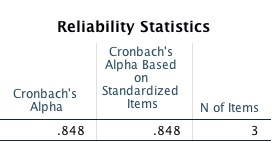 Reliability Statistics
Cronbach's
Alpha
Cronbach's
Alpha Based
on
Standardized
Items
N of Items
.848 .848 3